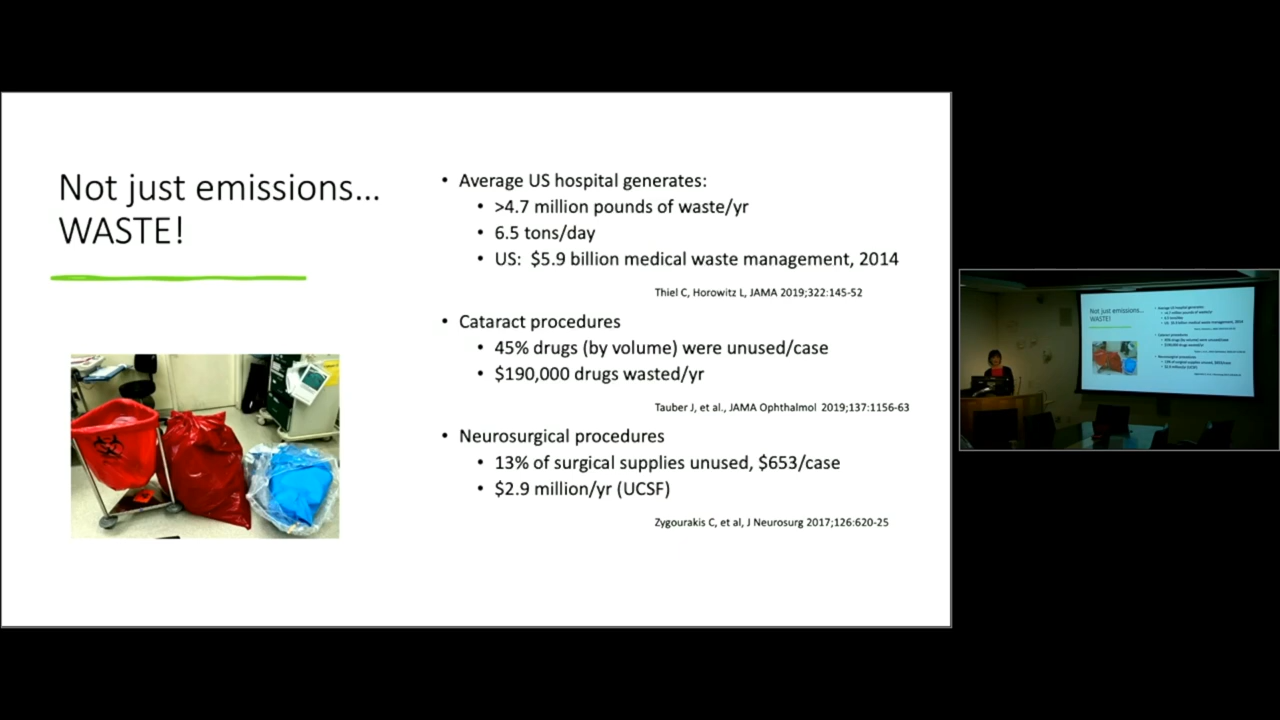 Not just emissions...
WASTE!
• Average US hospital generates:
• >4.7 million pounds of waste/yr
• 6.5 tons/day
• US: $5.9 billion medical waste management, 2014
Thiel C, Horowitz L, JAMA 2019;322:145-52
• Cataract procedures
• 45% drugs (by volume) were unused/case
• $190,000 drugs wasted/yr
Tauber J, et al., JAMA Ophthalmol 2019;137:1156-63
• Neurosurgical procedures
• 13% of surgical supplies unused, $653/case
• $2.9 million/yr (UCSF)
Zygourakis C, et al, J Neurosurg 2017;126:620-25
Not just emissions...
WASTE!